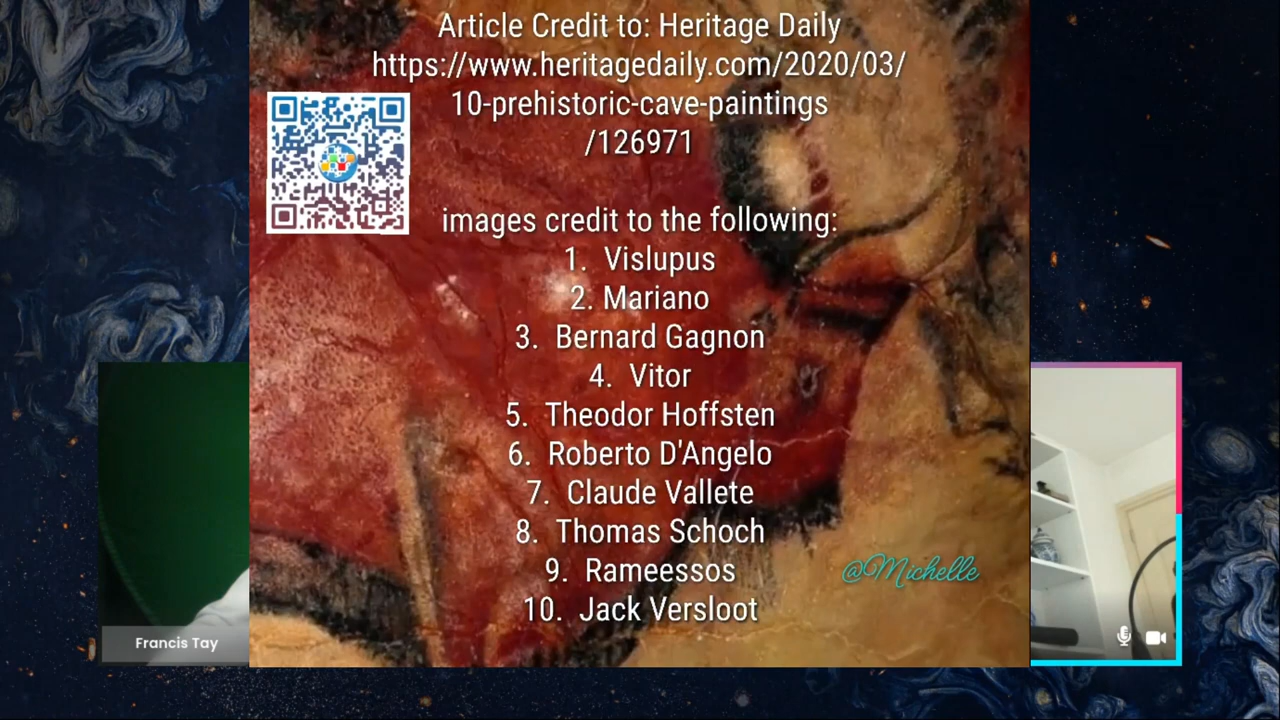 Article Credit to: Heritage Daily
https://www.heritagedaily.com/2020/03/
10-prehistoric-cave-paintings
/126971
images credit to the following:
1. Vislupus
2. Mariano
3. Bernard Gagnon
4. Vitor
5. Theodor Hoffsten
6. Roberto D'Angelo
7. Claude Vallete
8. Thomas Schoch
9. Rameessos
10. Jack Versloot
@Michelle
Francis Tay